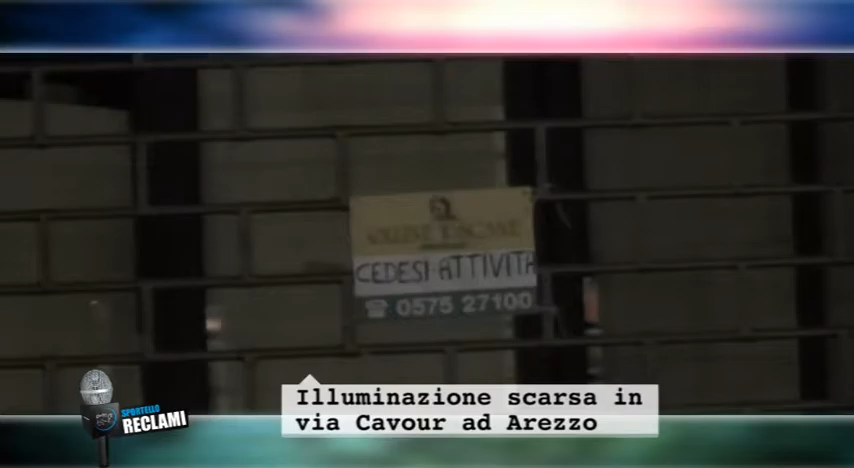 CEDESI ATTIVITÀ
☎ 0575 27100
SPORTELLO
RECLAMI
Illuminazione scarsa in
via Cavour ad Arezzo